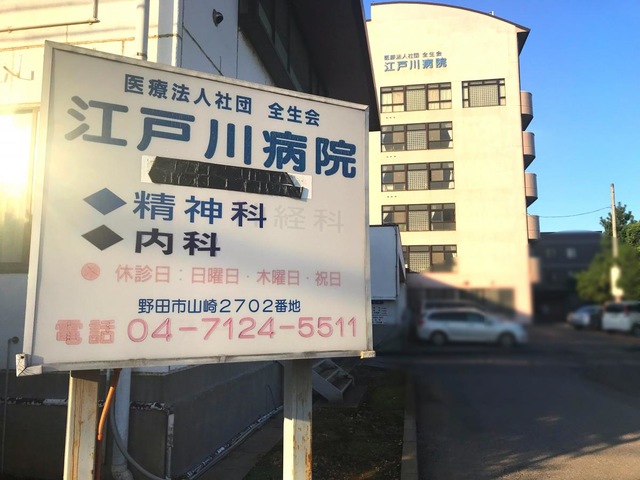 医療法人社団 全生会
江戸川病院
◆精神科 経科
◆内科
●休診日:日曜日・木曜日・祝日
野田市山崎2702番地
電話 04-7124-5511
医療法人社団 全生会
江戸川病院